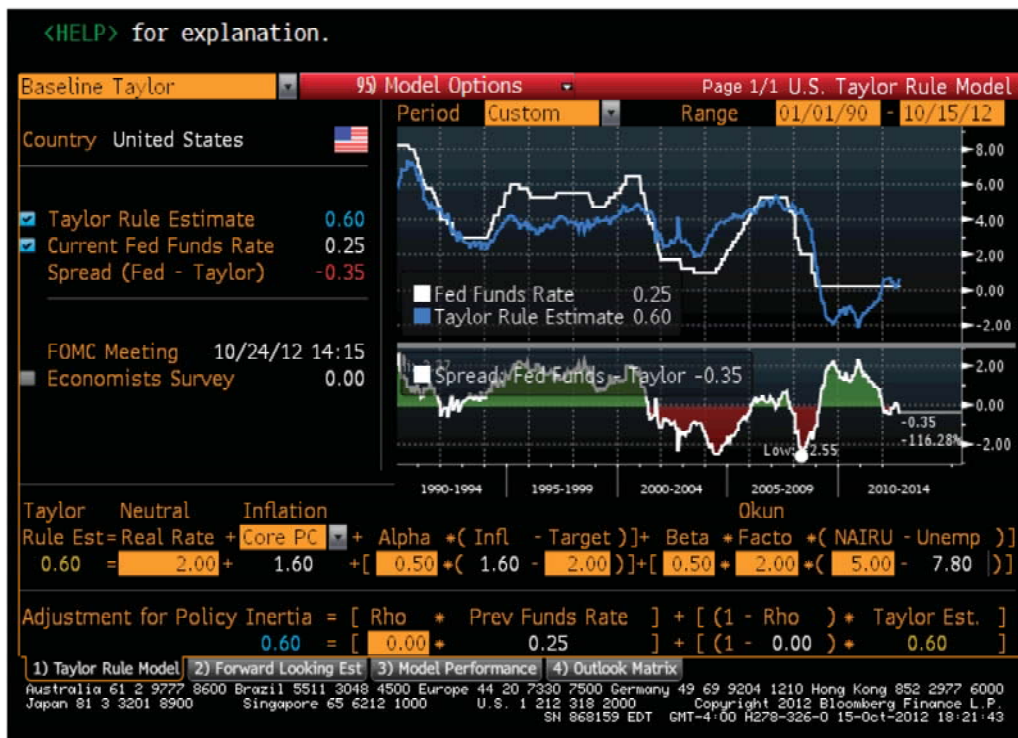 <HELP> for explanation.
Baseline Taylor 95) Model Options Page 1/1 U.S. Taylor Rule Model
Period Custom Range 01/01/90 - 10/15/12
Country United States
8.00
6.00
4.00
2.00
0.00
-2.00
Taylor Rule Estimate 0.60
Current Fed Funds Rate 0.25
Spread (Fed - Taylor) -0.35
Fed Funds Rate 0.25
Taylor Rule Estimate 0.60
FOMC Meeting 10/24/12 14:15
Economists Survey 0.00
Spread: Fed Funds - Taylor -0.35
2.00
0.00
-0.35
-116.28%
-2.00
Low: -2.55
1990-1994 1995-1999 2000-2004 2005-2009 2010-2014
Taylor Neutral Inflation Okun
Rule Est = Real Rate + Core PC + Alpha *( Infl - Target )]+ Beta * Facto *( NAIRU - Unemp )]
0.60 = 2.00 + 1.60 +[ 0.50 *( 1.60 - 2.00 )]+[ 0.50 * 2.00 *( 5.00 - 7.80 )]
Adjustment for Policy Inertia = [ Rho * Prev Funds Rate ] + [ (1 - Rho ) * Taylor Est. ]
0.60 = [ 0.00 * 0.25 ] + [ (1 - 0.00 ) * 0.60 ]
1) Taylor Rule Model 2) Forward Looking Est 3) Model Performance 4) Outlook Matrix
Australia 61 2 9777 8600 Brazil 5511 3048 4500 Europe 44 20 7330 7500 Germany 49 69 9204 1210 Hong Kong 852 2977 6000
Japan 81 3 3201 8900 Singapore 65 6212 1000 U.S. 1 212 318 2000 Copyright 2012 Bloomberg Finance L.P.
SN 868159 EDT GMT-4:00 H278-326-0 15-Oct-2012 18:21:43